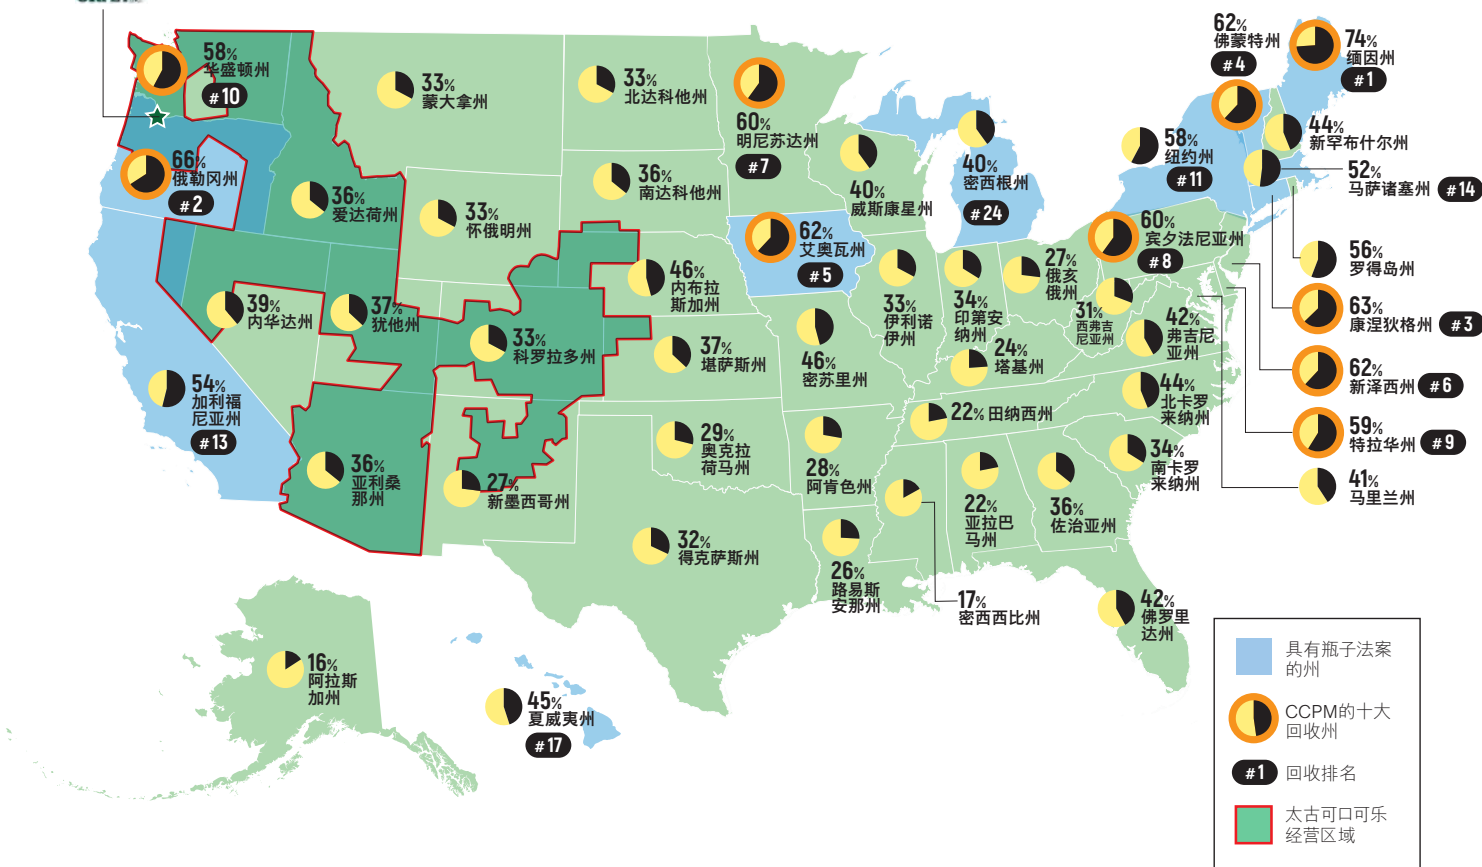 58%
华盛顿州
#10
66%
俄勒冈州
#2
33%
蒙大拿州
33%
北达科他州
60%
明尼苏达州
#7
36%
南达科他州
36%
爱达荷州
33%
怀俄明州
40%
威斯康星州
40%
密西根州
#24
62%
佛蒙特州
#4
74%
缅因州
#1
44%
新罕布什尔州
58%
纽约州
#11
52%
马萨诸塞州 #14
56%
罗得岛州
63%
康涅狄格州 #3
62%
新泽西州 #6
59%
特拉华州 #9
41%
马里兰州
60%
宾夕法尼亚州
#8
62%
艾奥瓦州
#5
46%
内布拉
斯加州
39%
内华达州
37%
犹他州
33%
科罗拉多州
37%
堪萨斯州
46%
密苏里州
33%
伊利诺
伊州
34%
印第安
纳州
27%
俄亥
俄州
31%
西弗吉
尼亚州
42%
弗吉尼
亚州
24%
塔基州
44%
北卡罗
来纳州
22% 田纳西州
54%
加利福
尼亚州
#13
36%
亚利桑
那州
27%
新墨西哥州
29%
奥克拉
荷马州
28%
阿肯色州
34%
南卡罗
来纳州
22%
亚拉巴
马州
36%
佐治亚州
32%
得克萨斯州
26%
路易斯
安那州
17%
密西西比州
42%
佛罗里
达州
16%
阿拉斯
加州
45%
夏威夷州
#17
具有瓶子法案
的州
CCPM的十大
回收州
#1 回收排名
太古可口可乐
经营区域